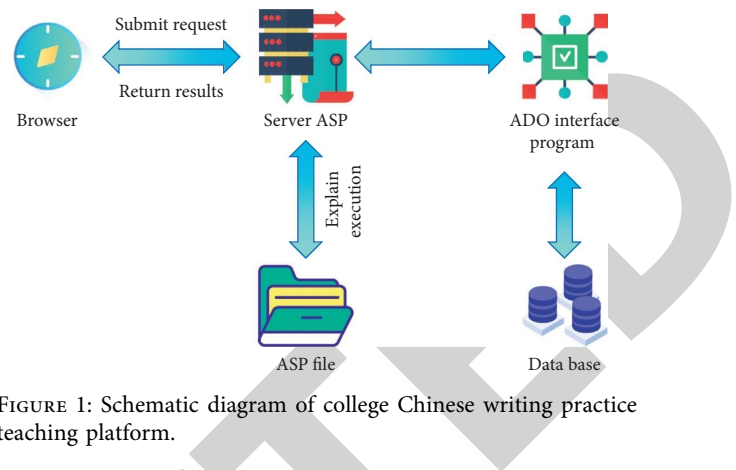 Submit request
Return results
Browser
Server ASP
ADO interface
program
Explain
execution
ASP file
Data base
FIGURE 1: Schematic diagram of college Chinese writing practice
teaching platform.